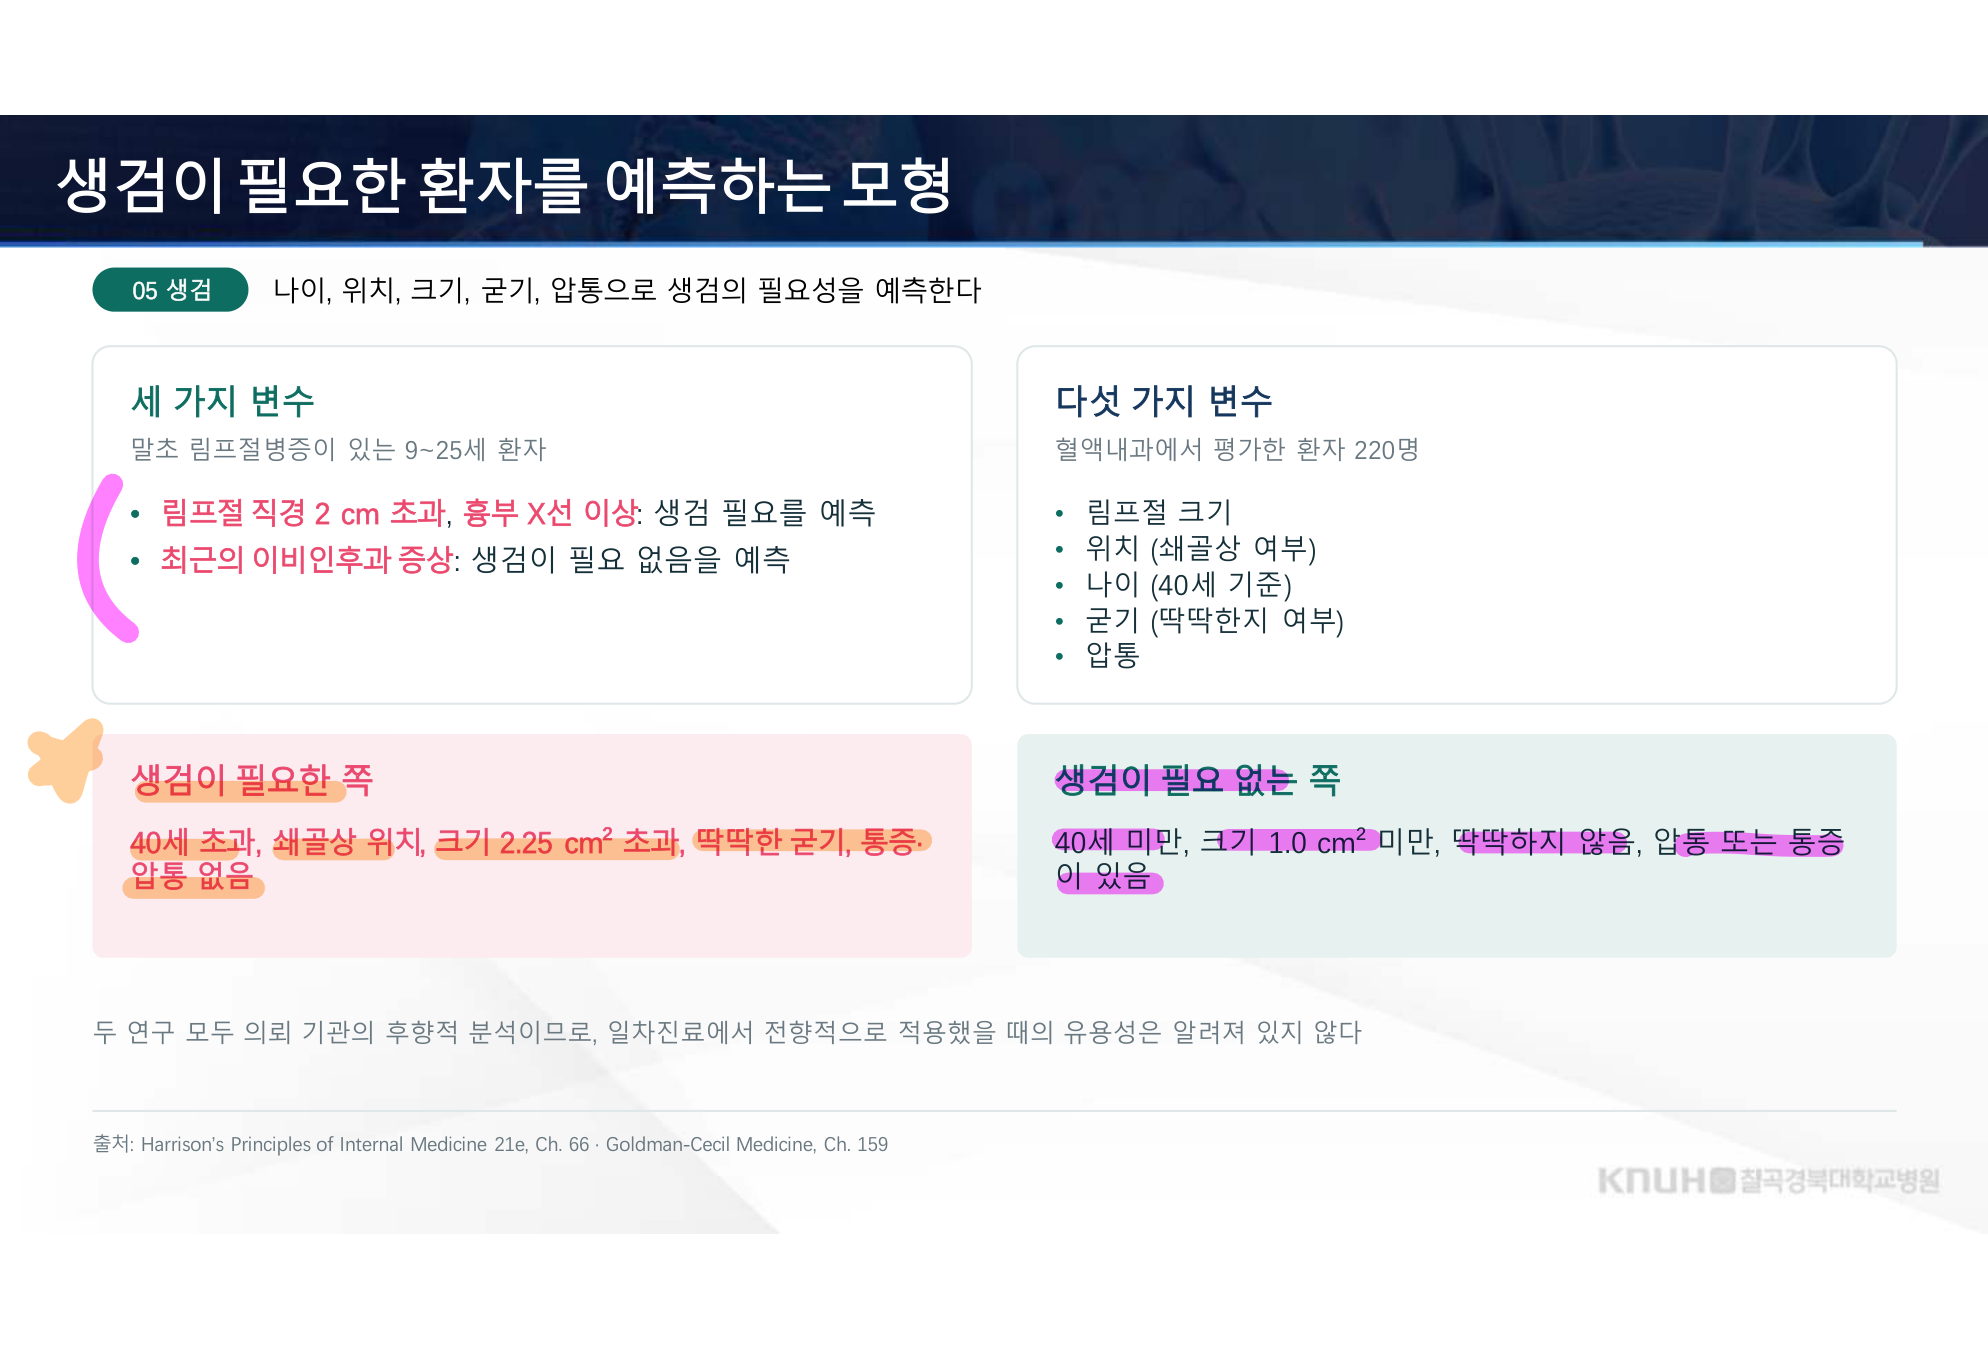 생검이 필요한 환자를 예측하는 모형
05 생검
나이, 위치, 크기, 굳기, 압통으로 생검의 필요성을 예측한다
세 가지 변수
말초 림프절병증이 있는 9~25세 환자
• 림프절 직경 2 cm 초과, 흉부 X선 이상: 생검 필요를 예측
• 최근의 이비인후과 증상: 생검이 필요 없음을 예측
다섯 가지 변수
혈액내과에서 평가한 환자 220명
• 림프절 크기
• 위치 (쇄골상 여부)
• 나이 (40세 기준)
• 굳기 (딱딱한지 여부)
• 압통
생검이 필요한 쪽
40세 초과, 쇄골상 위치, 크기 2.25 cm² 초과, 딱딱한 굳기, 통증·
압통 없음
생검이 필요 없는 쪽
40세 미만, 크기 1.0 cm² 미만, 딱딱하지 않음, 압통 또는 통증
이 있음
두 연구 모두 의뢰 기관의 후향적 분석이므로, 일차진료에서 전향적으로 적용했을 때의 유용성은 알려져 있지 않다
출처: Harrison’s Principles of Internal Medicine 21e, Ch. 66 · Goldman-Cecil Medicine, Ch. 159
KNUH 칠곡경북대학교병원